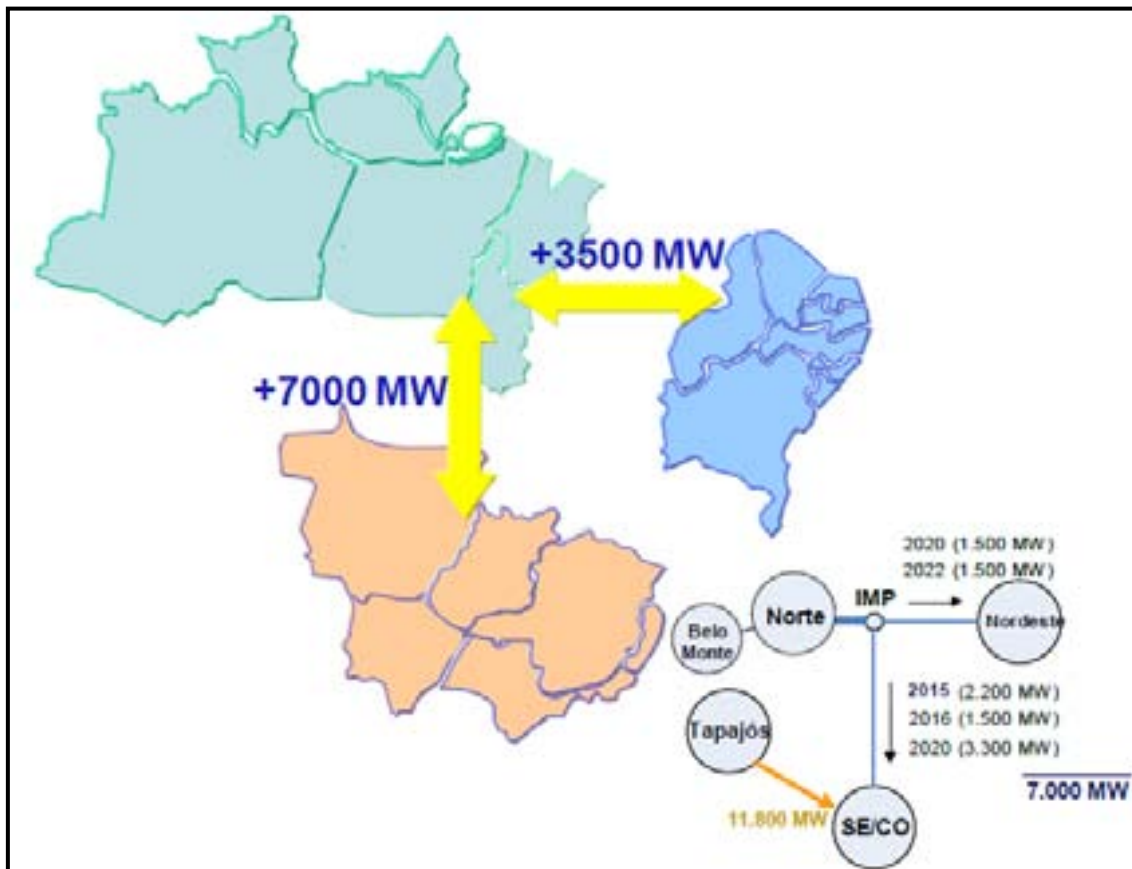 +3500 MW
+7000 MW
2020 (1.500 MW)
2022 (1.500 MW)
IMP
Norte
Nordeste
Belo
Monte
2015 (2.200 MW)
2016 (1.500 MW)
2020 (3.300 MW)
Tapajós
7.000 MW
11.800 MW
SE/CO